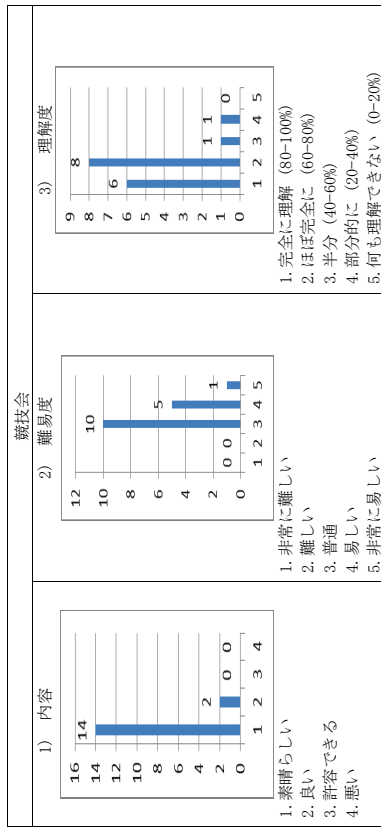 競技会
1) 内容
16
14
12
10
8
6
4
2
0
14
2
0
0
1 2 3 4
1. 素晴らしい
2. 良い
3. 許容できる
4. 悪い
2) 難易度
12
10
8
6
4
2
0
0
0
10
5
1
1 2 3 4 5
1. 非常に難しい
2. 難しい
3. 普通
4. 易しい
5. 非常に易しい
3) 理解度
9
8
7
6
5
4
3
2
1
0
6
8
1
1
0
1 2 3 4 5
1. 完全に理解 (80-100%)
2. ほぼ完全に (60-80%)
3. 半分 (40-60%)
4. 部分的に (20-40%)
5. 何も理解できない (0-20%)